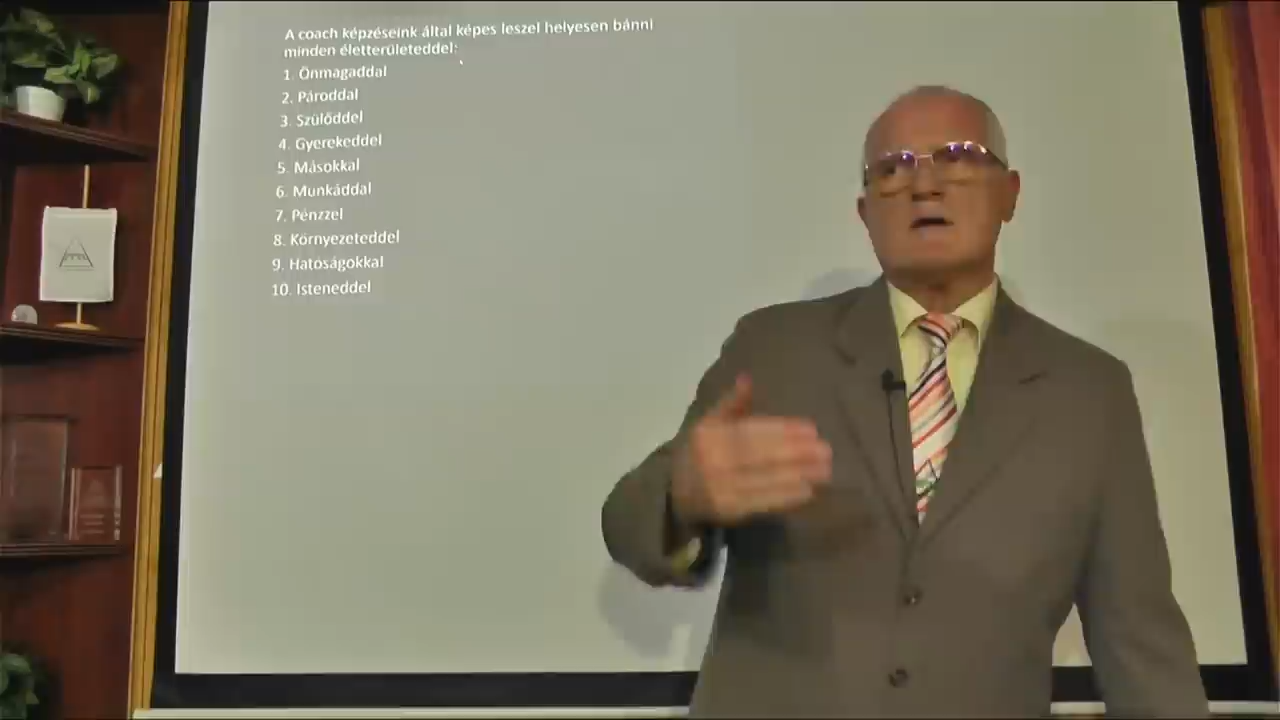 A coach képzéseink által képes leszel helyesen bánni
minden életterületeddel:
1. Önmagaddal
2. Pároddal
3. Szülőddel
4. Gyerekeddel
5. Másokkal
6. Munkáddal
7. Pénzzel
8. Környezeteddel
9. Hatóságokkal
10. Isteneddel